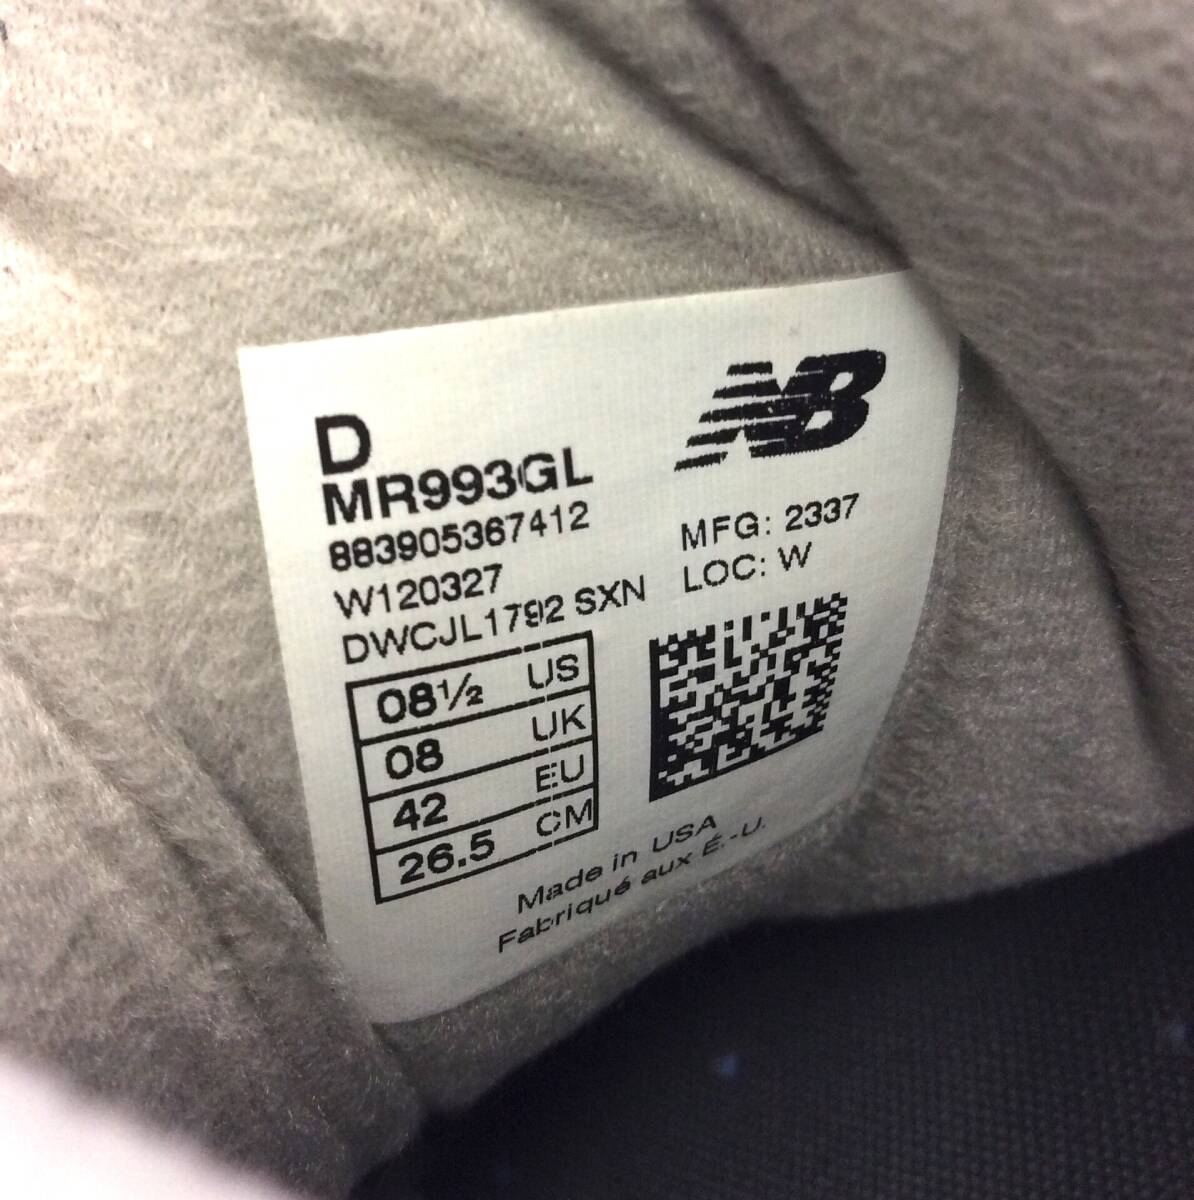 NB
D
MR993GL
883905367412
W120327
DWCJL1792 SXN
MFG: 2337
LOC: W
08½ US
08 UK
42 EU
26.5 CM
Made in USA
Fabriqué aux É.-U.